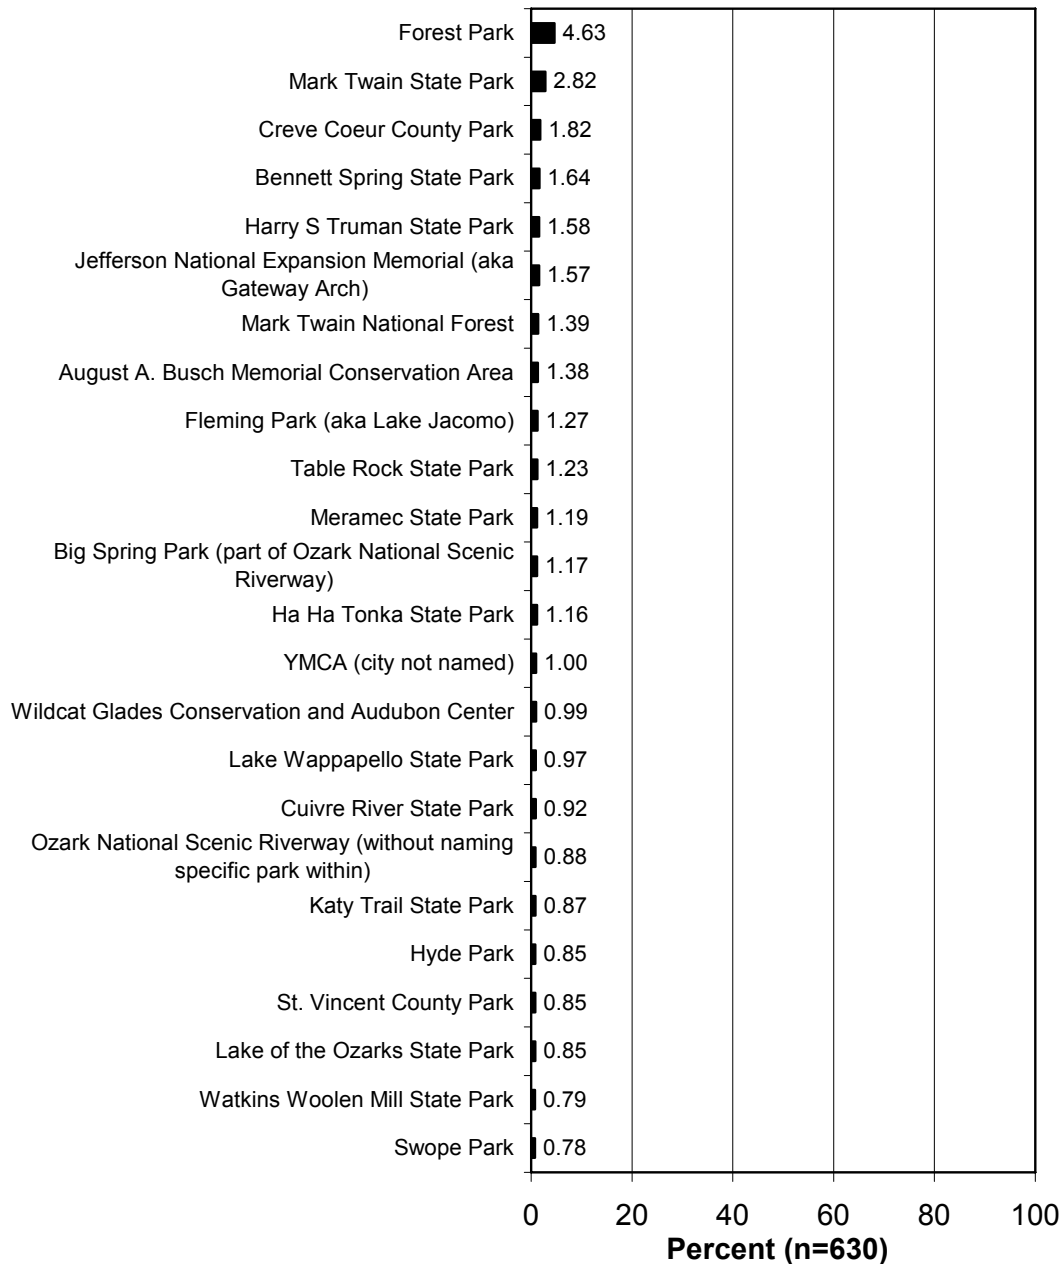 Forest Park 4.63
Mark Twain State Park 2.82
Creve Coeur County Park 1.82
Bennett Spring State Park 1.64
Harry S Truman State Park 1.58
Jefferson National Expansion Memorial (aka
Gateway Arch) 1.57
Mark Twain National Forest 1.39
August A. Busch Memorial Conservation Area 1.38
Fleming Park (aka Lake Jacomo) 1.27
Table Rock State Park 1.23
Meramec State Park 1.19
Big Spring Park (part of Ozark National Scenic
Riverway) 1.17
Ha Ha Tonka State Park 1.16
YMCA (city not named) 1.00
Wildcat Glades Conservation and Audubon Center 0.99
Lake Wappapello State Park 0.97
Cuivre River State Park 0.92
Ozark National Scenic Riverway (without naming
specific park within) 0.88
Katy Trail State Park 0.87
Hyde Park 0.85
St. Vincent County Park 0.85
Lake of the Ozarks State Park 0.85
Watkins Woolen Mill State Park 0.79
Swope Park 0.78
0 20 40 60 80 100
Percent (n=630)